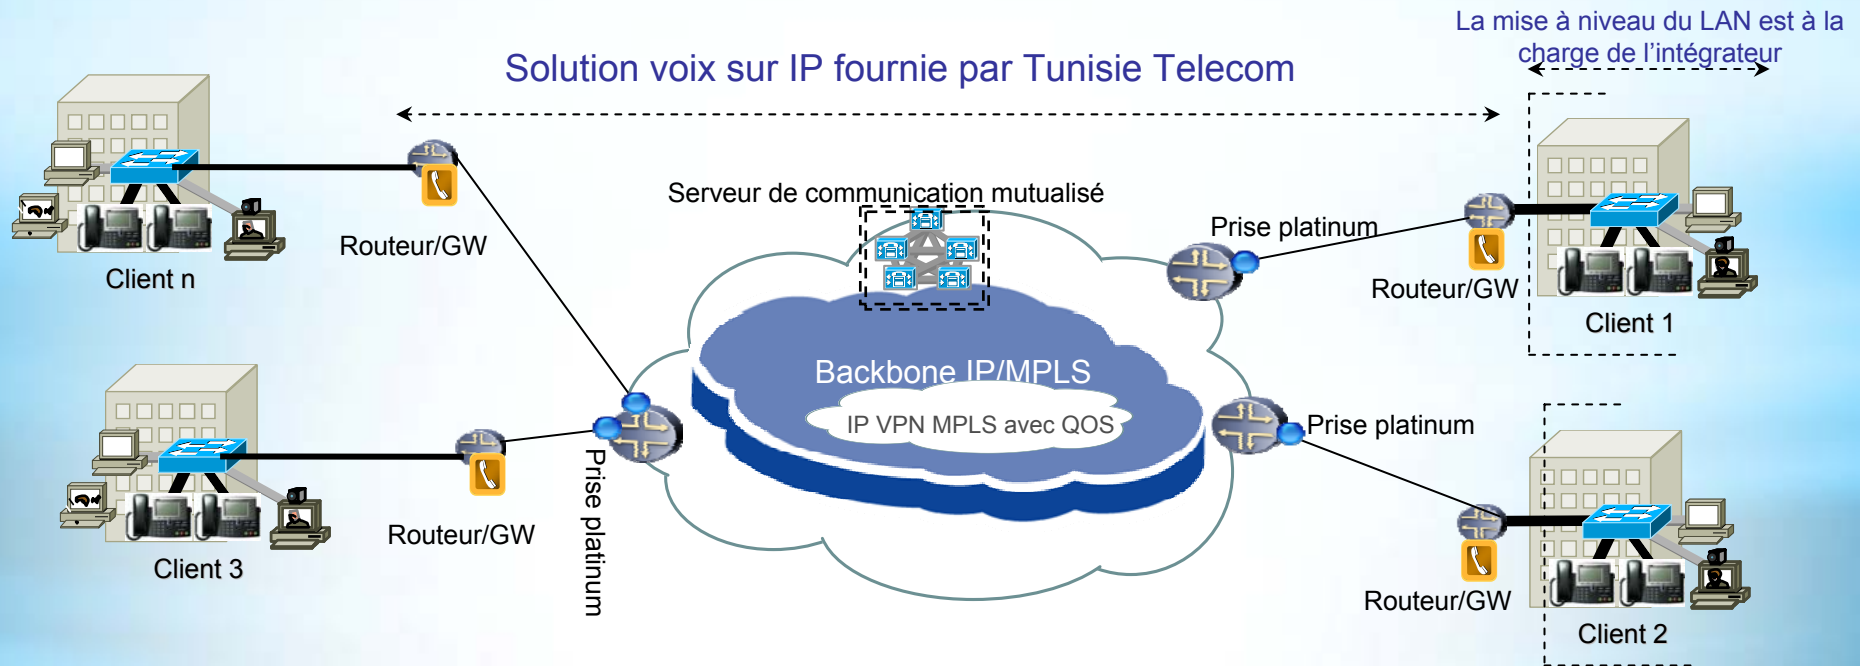 La mise à niveau du LAN est à la
charge de l'intégrateur
Solution voix sur IP fournie par Tunisie Telecom
Serveur de communication mutualisé
Routeur/GW
Client n
Prise platinum
Routeur/GW
Client 1
Backbone IP/MPLS
IP VPN MPLS avec QOS
Prise platinum
Prise platinum
Routeur/GW
Client 3
Routeur/GW
Client 2